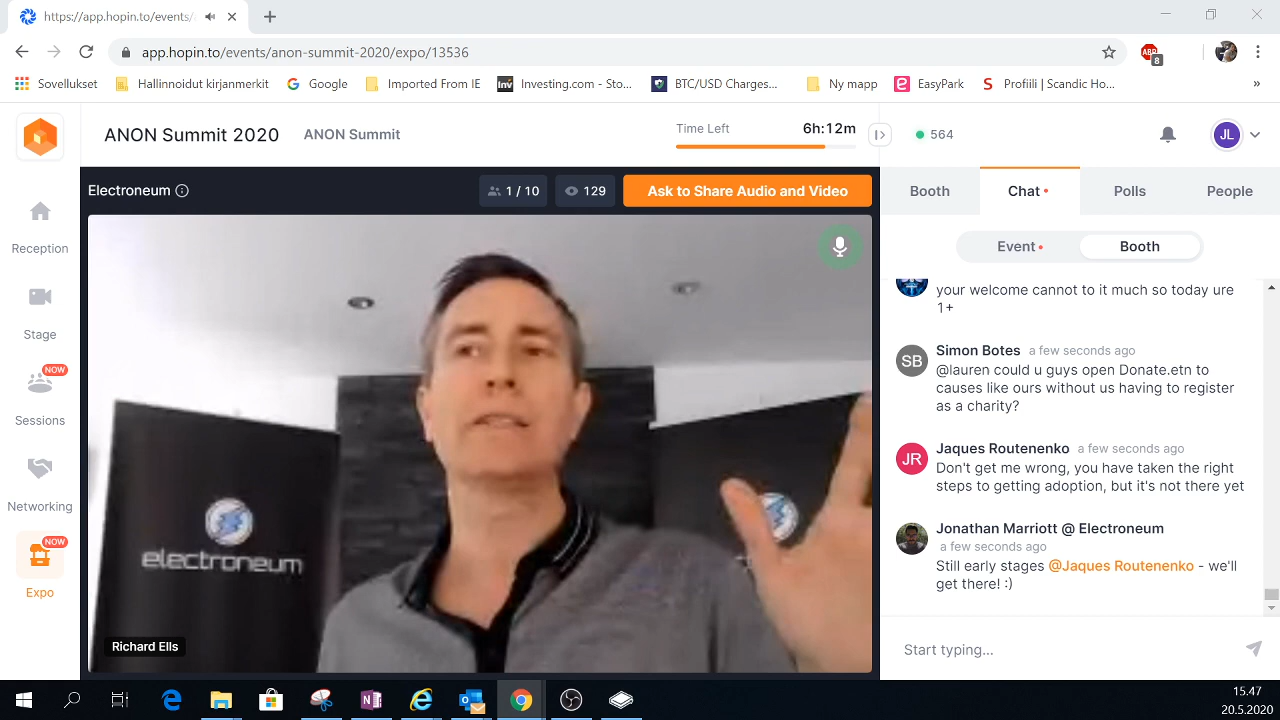 https://app.hopin.to/events/
app.hopin.to/events/anon-summit-2020/expo/13536
ABP
8
Sovellukset
Hallinnoidut kirjanmerkit
Google
Imported From IE
Inv
Investing.com - Sto...
BTC/USD Charges...
Ny mapp
EasyPark
S
Profiili | Scandic Ho...
»
ANON Summit 2020
ANON Summit
Time Left
6h:12m
564
JL
Reception
Stage
NOW
Sessions
Networking
NOW
Expo
Electroneum
1 / 10
129
Ask to Share Audio and Video
electroneum
Richard Ells
Booth
Chat
Polls
People
Event
Booth
your welcome cannot to it much so today ure
1+
SB
Simon Botes a few seconds ago
@lauren could u guys open Donate.etn to
causes like ours without us having to register
as a charity?
JR
Jaques Routenenko a few seconds ago
Don't get me wrong, you have taken the right
steps to getting adoption, but it's not there yet
Jonathan Marriott @ Electroneum
a few seconds ago
Still early stages @Jaques Routenenko - we'll
get there! :)
Start typing...
15.47
20.5.2020